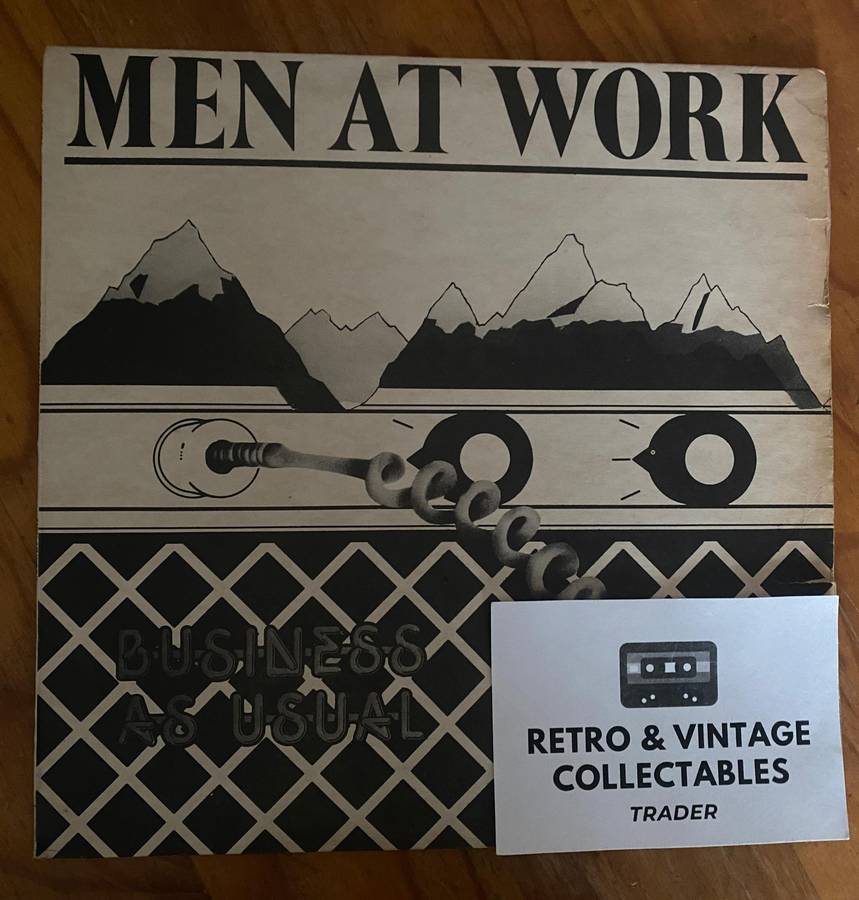 MEN AT WORK
BUSINESS
AS USUAL
RETRO & VINTAGE
COLLECTABLES
TRADER